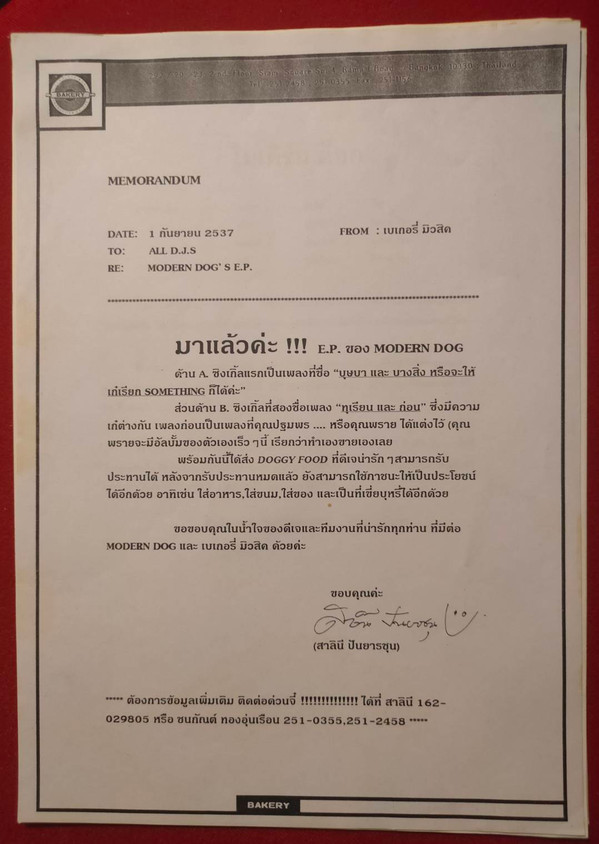 BAKERY
MEMORANDUM
DATE: 1 กันยายน 2537
FROM : เบเกอรี่ มิวสิค
TO: ALL D.J.S
RE: MODERN DOG' S E.P.
มาแล้วค่ะ !!! E.P. ของ MODERN DOG
ด้าน A. ซิงเกิ้ลแรกเป็นเพลงที่ชื่อ "บุษบา และ บางสิ่ง หรือจะให้
เก๋เรียก SOMETHING ก็ได้ค่ะ"
ส่วนด้าน B. ซิงเกิ้ลที่สองชื่อเพลง "ทุเรียน และ ก่อน" ซึ่งมีความ
เก๋ต่างกัน เพลงก่อนเป็นเพลงที่คุณปฐมพร .... หรือคุณพราย ได้แต่งไว้ (คุณ
พรายจะมีอัลบั้มของตัวเองเร็ว ๆนี้ เรียกว่าทำเองขายเองเลย
พร้อมกันนี้ได้ส่ง DOGGY FOOD ที่ดีเจน่ารัก ๆสามารถรับ
ประทานได้ หลังจากรับประทานหมดแล้ว ยังสามารถใช้ภาชนะให้เป็นประโยชน์
ได้อีกด้วย อาทิเช่น ใส่อาหาร,ใส่ขนม,ใส่ของ และเป็นที่เขี่ยบุหรี่ได้อีกด้วย
ขอขอบคุณในน้ำใจของดีเจและทีมงานที่น่ารักทุกท่าน ที่มีต่อ
MODERN DOG และ เบเกอรี่ มิวสิค ด้วยค่ะ
ขอบคุณค่ะ
(สาลินี ปันยารชุน)
***** ต้องการข้อมูลเพิ่มเติม ติดต่อด่วนจี๋ !!!!!!!!!!!!!! ได้ที่ สาลินี 162-
029805 หรือ ชนกันต์ ทองอุ่นเรือน 251-0355,251-2458 *****
BAKERY